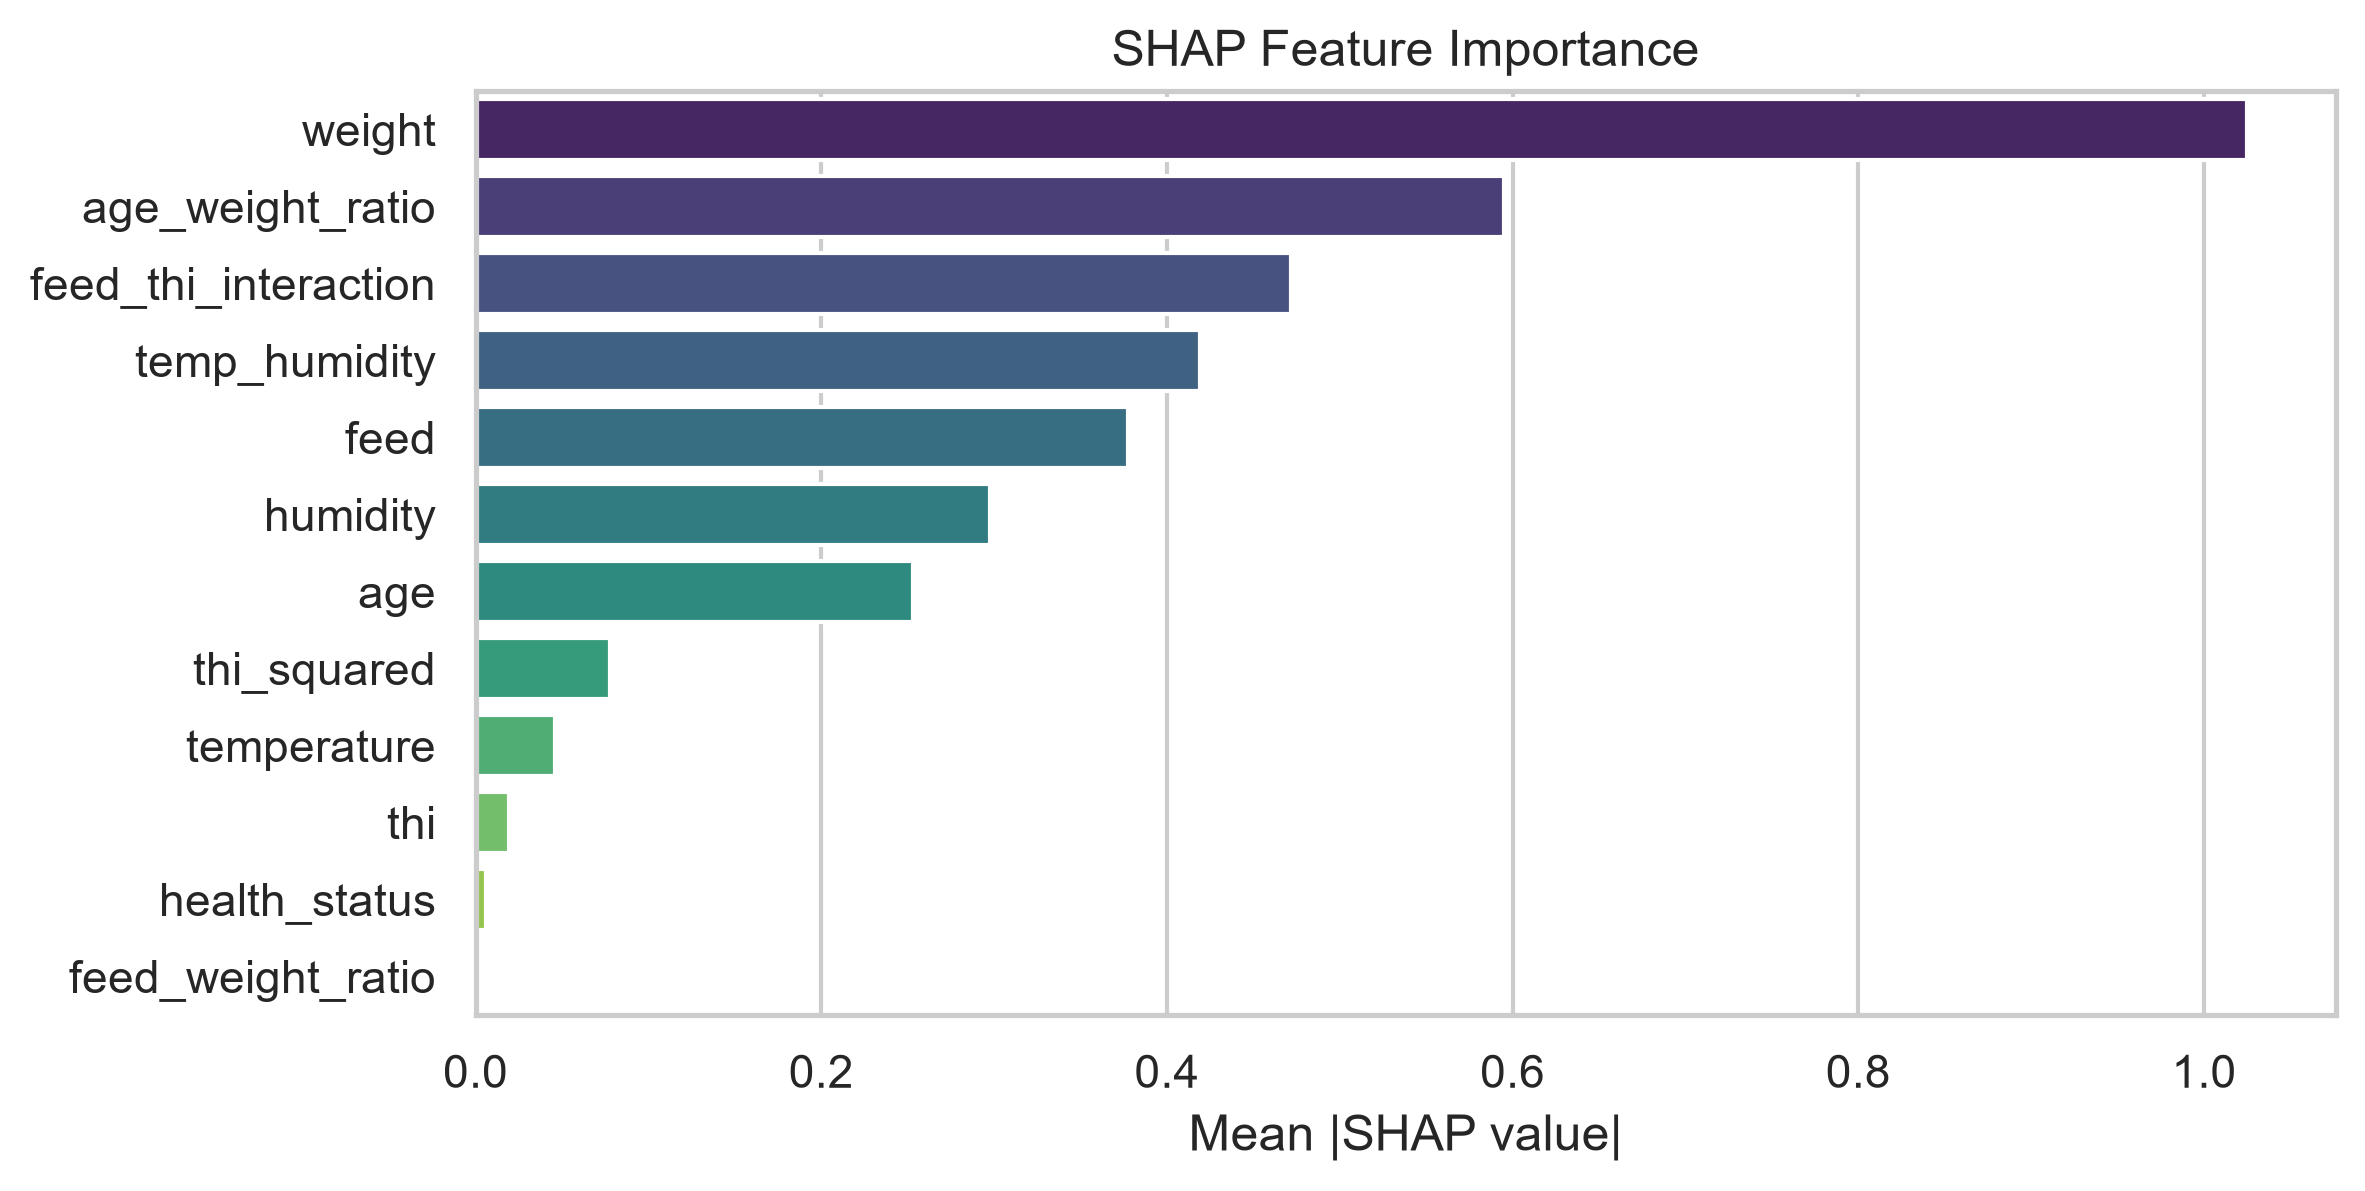 SHAP Feature Importance
weight
age_weight_ratio
feed_thi_interaction
temp_humidity
feed
humidity
age
thi_squared
temperature
thi
health_status
feed_weight_ratio
0.0 0.2 0.4 0.6 0.8 1.0
Mean |SHAP value|